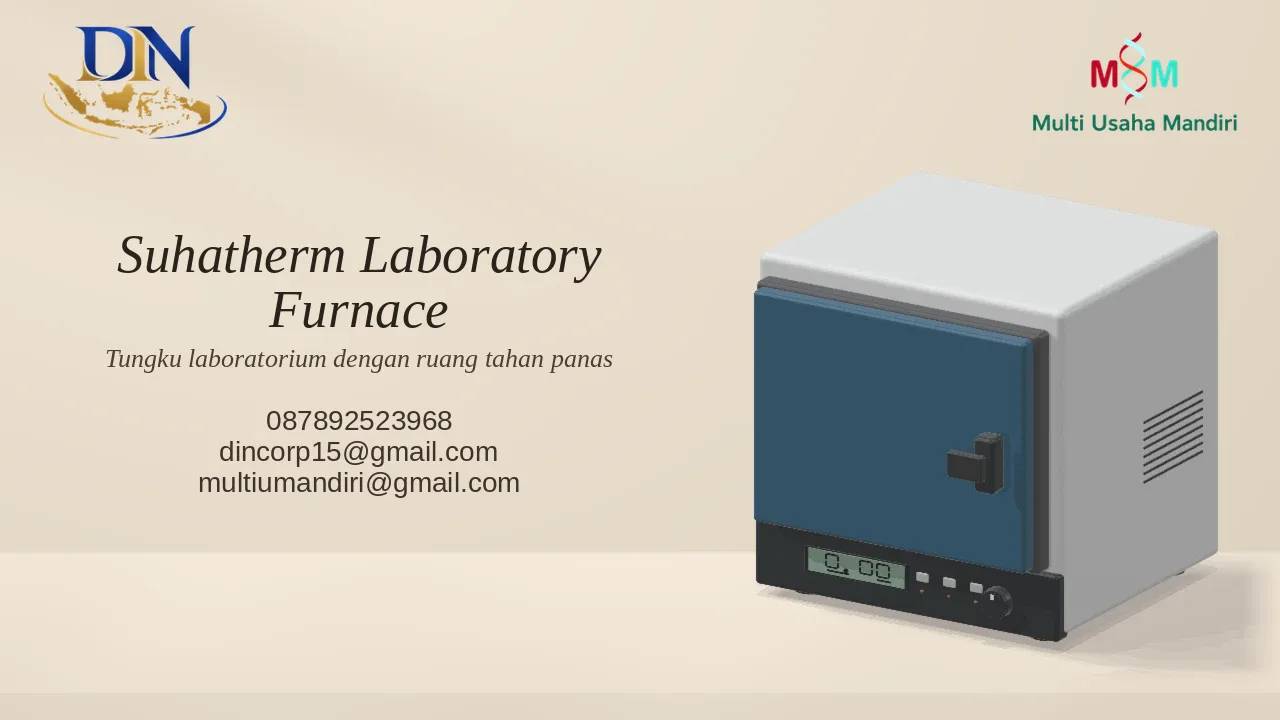 DN
MSM
Multi Usaha Mandiri
Suhatherm Laboratory
Furnace
Tungku laboratorium dengan ruang tahan panas
087892523968
dincorp15@gmail.com
multiumandiri@gmail.com
0.00